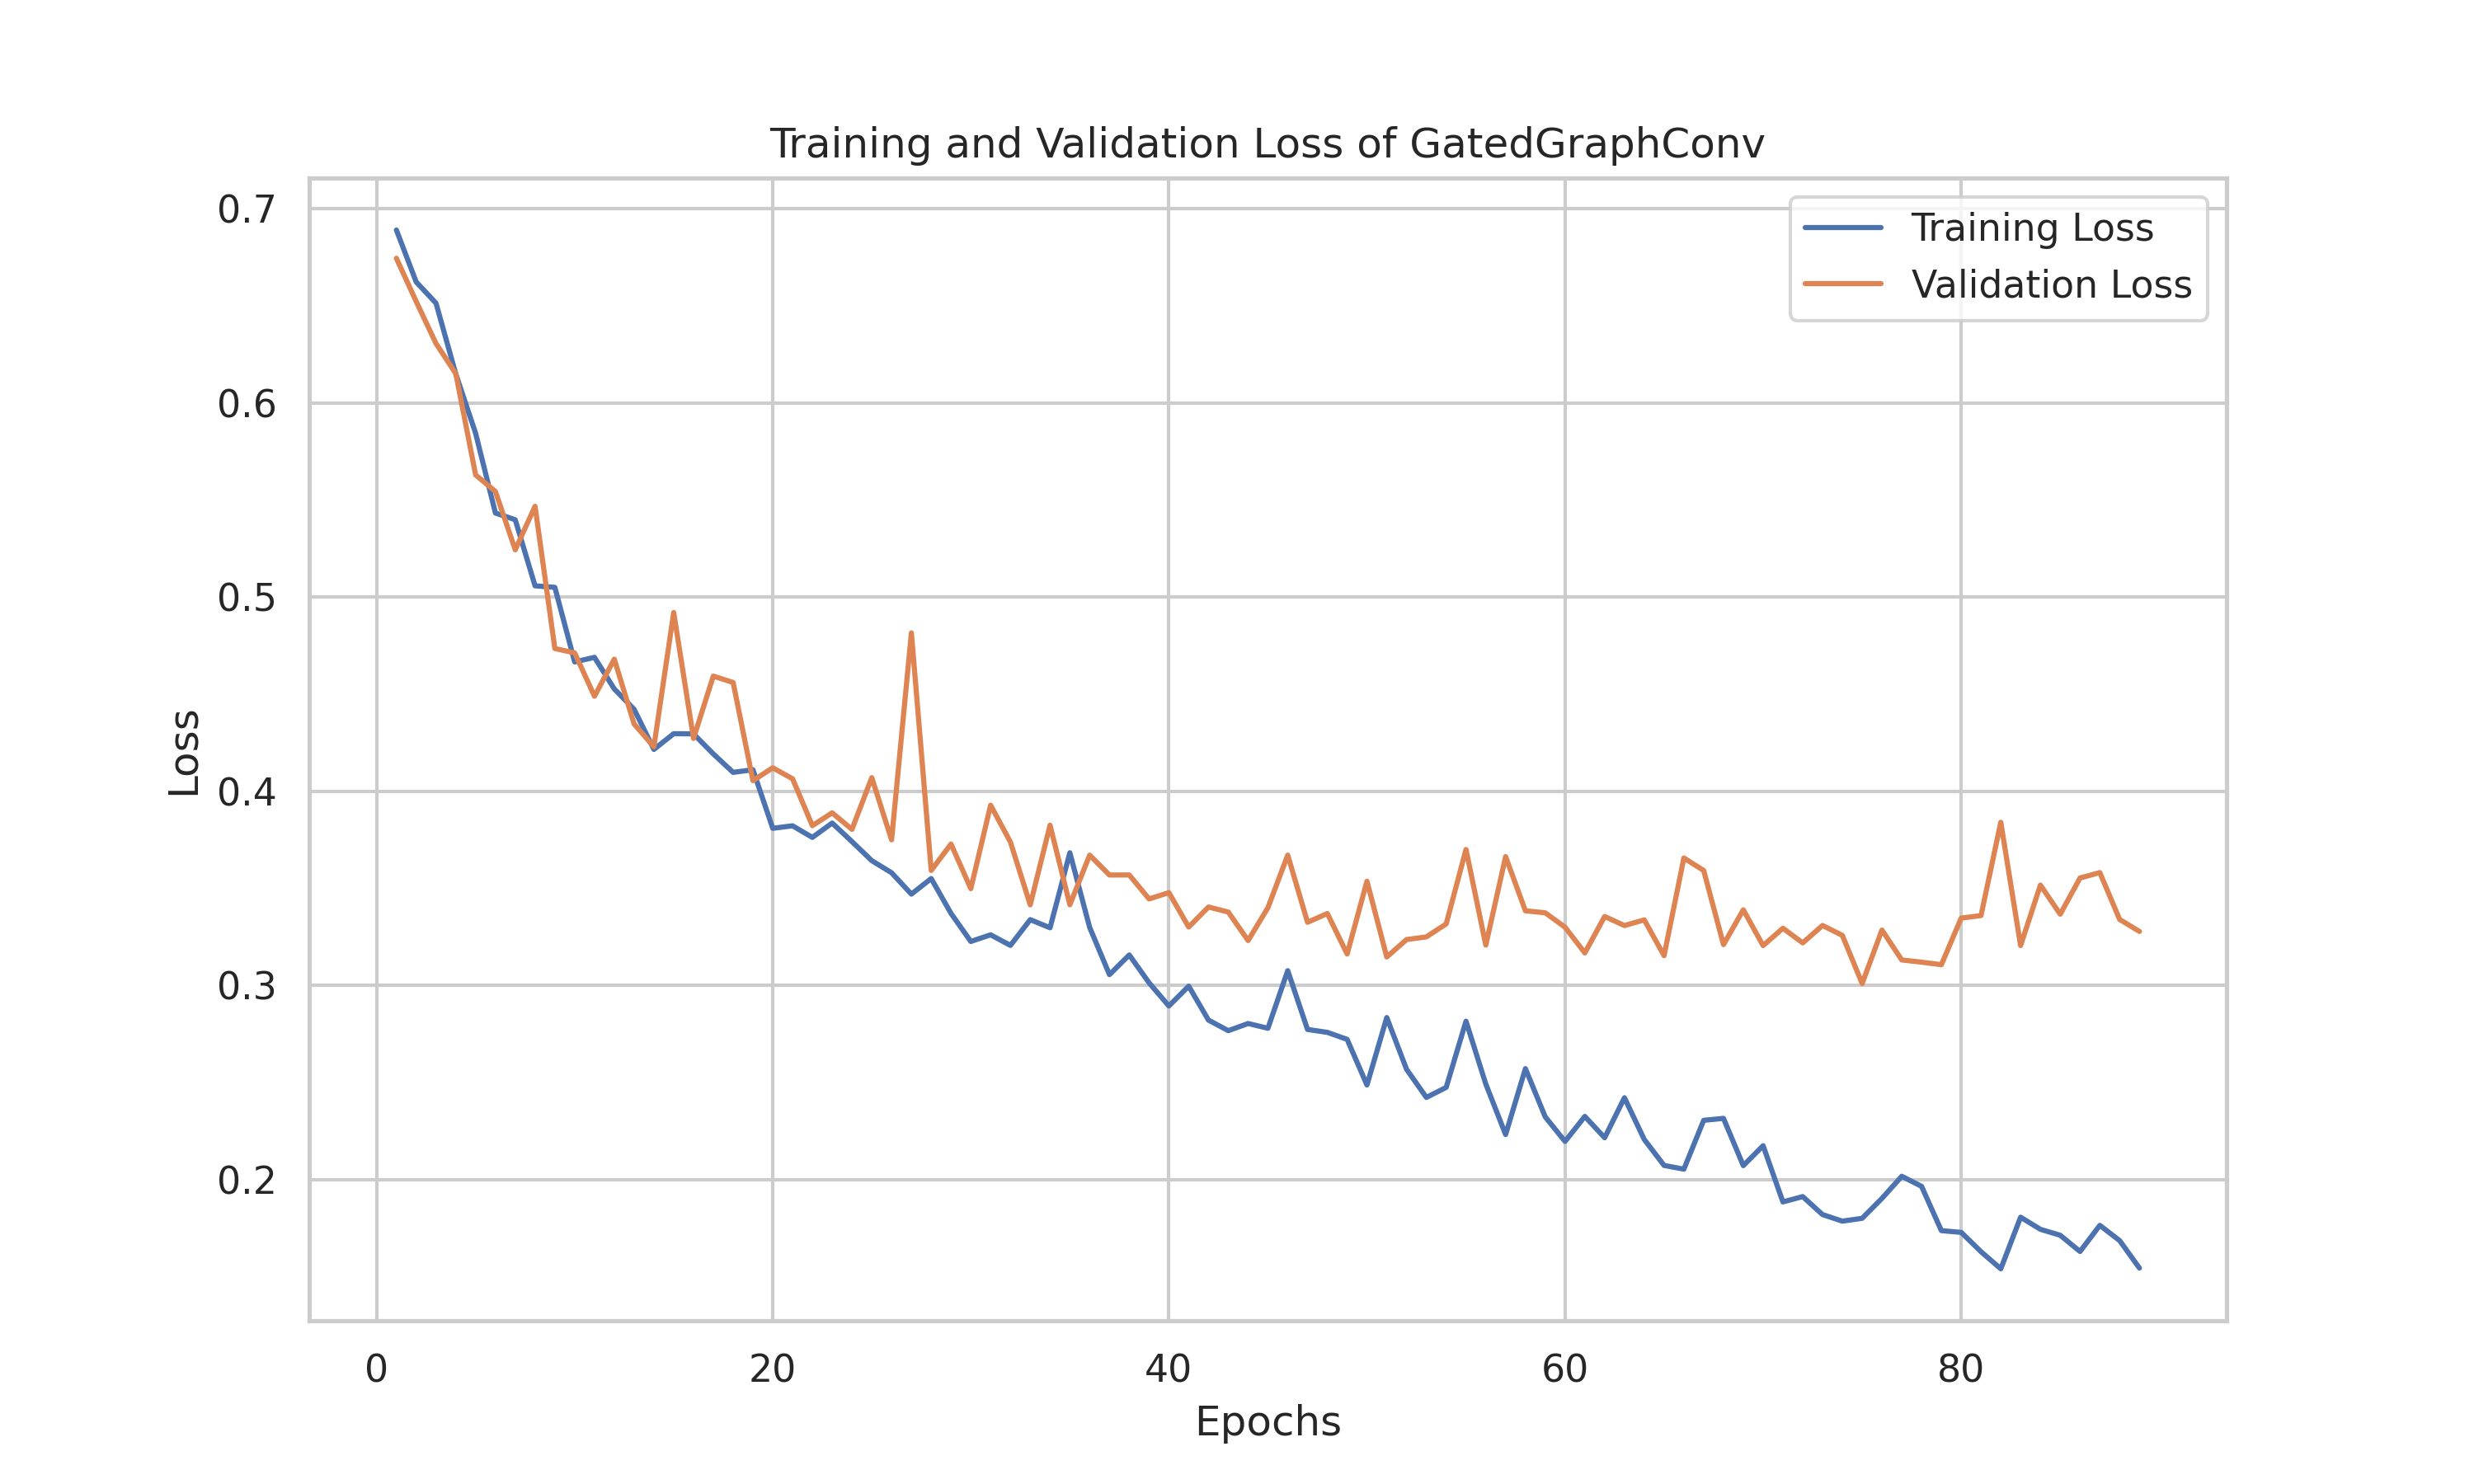 Training and Validation Loss of GatedGraphConv
Training Loss
Validation Loss
0.7
0.6
0.5
0.4
0.3
0.2
Loss
0 20 40 60 80
Epochs